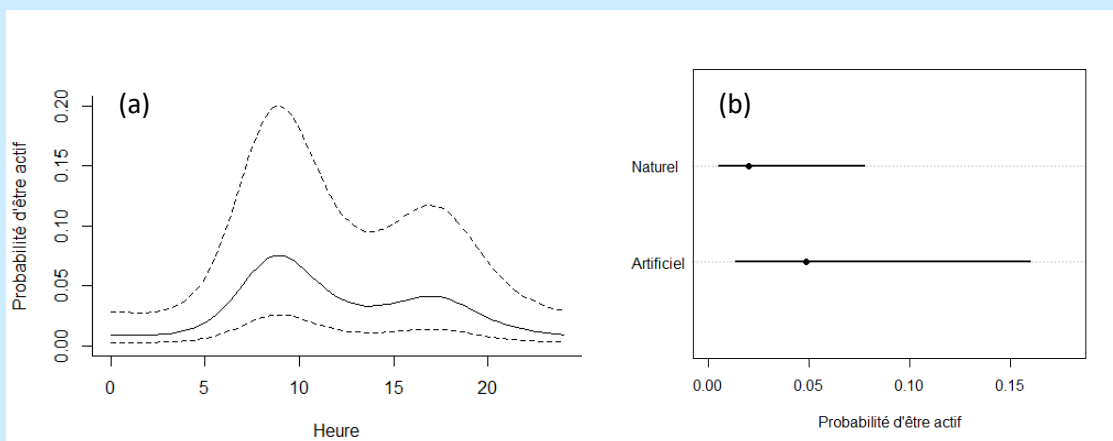 (a)
Probabilité d'être actif
0.20
0.15
0.10
0.05
0.00
0
5
10
15
20
Heure
(b)
Naturel
Artificiel
0.00
0.05
0.10
0.15
Probabilité d'être actif